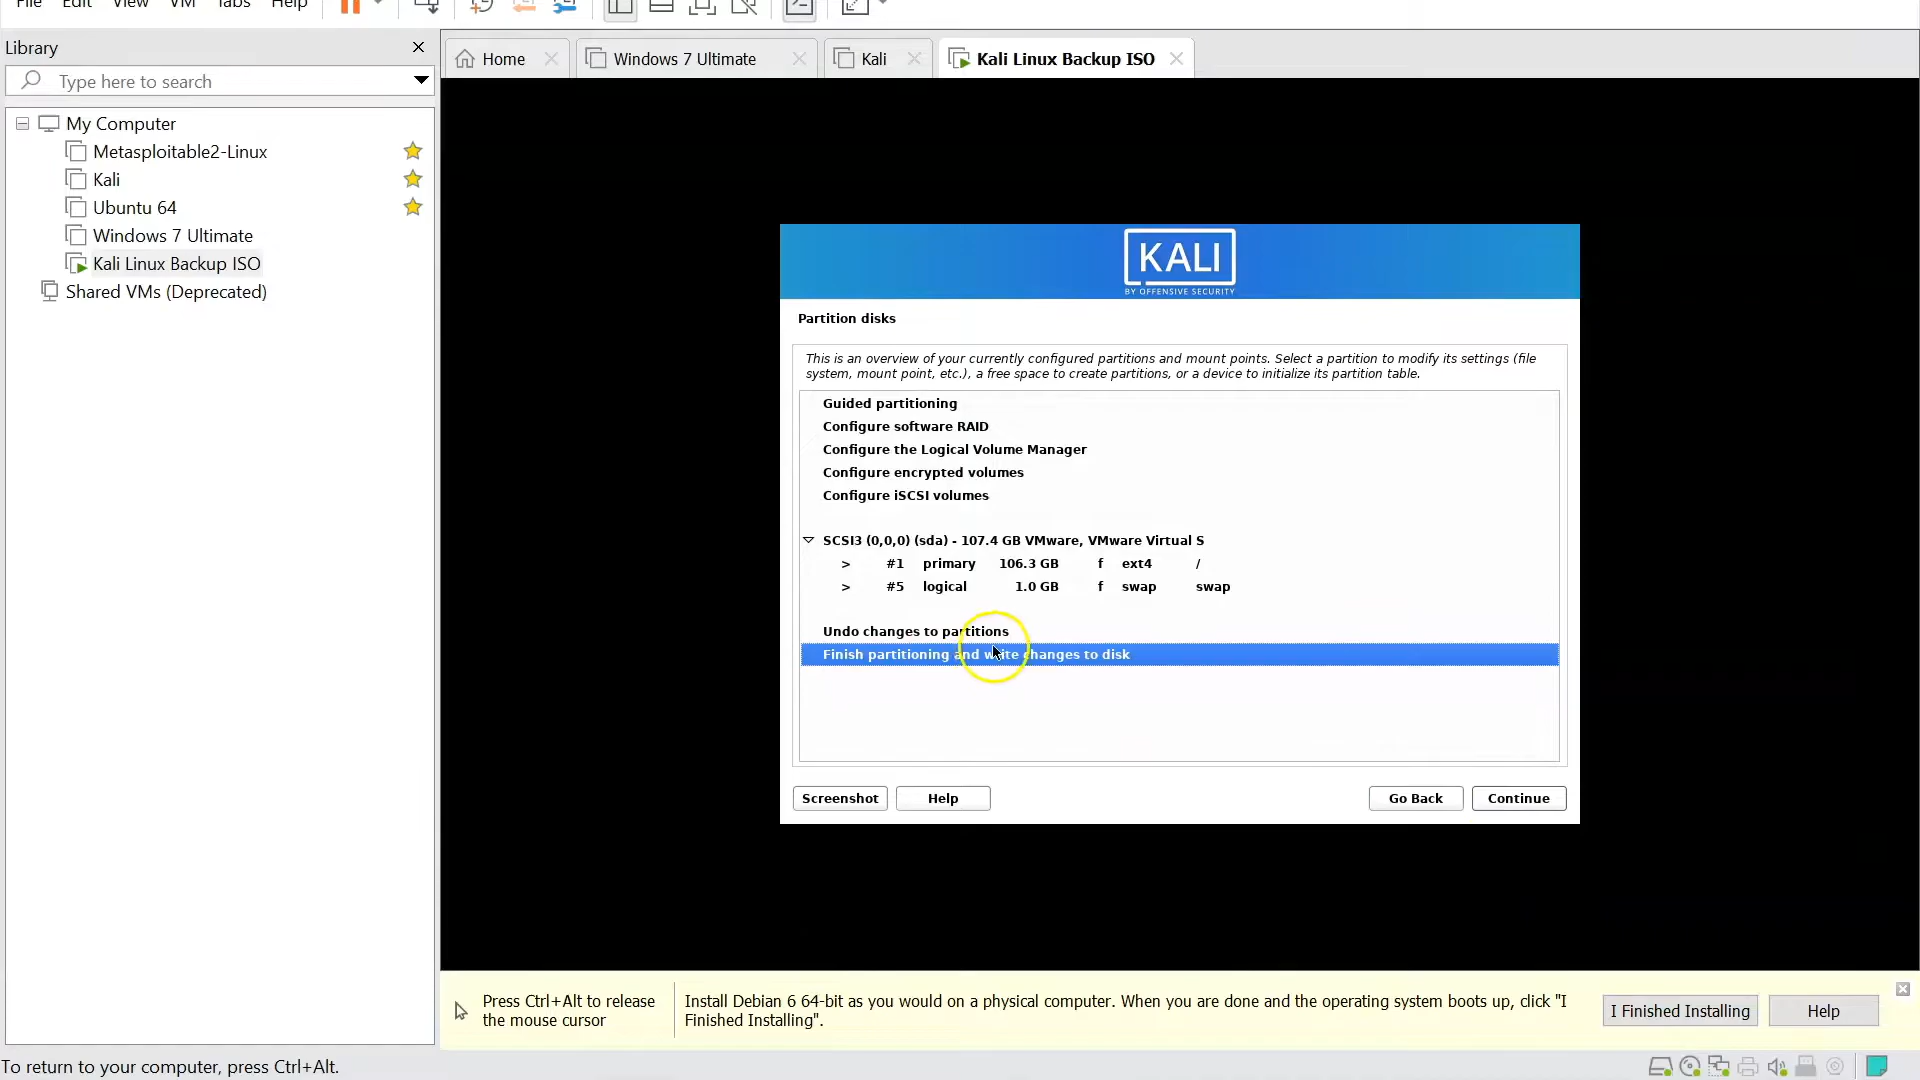 File Edit View VM Tabs Help
Library
Home
Windows 7 Ultimate
Kali
Kali Linux Backup ISO
Type here to search
My Computer
Metasploitable2-Linux
Kali
Ubuntu 64
Windows 7 Ultimate
Kali Linux Backup ISO
Shared VMs (Deprecated)
KALI
BY OFFENSIVE SECURITY
Partition disks
This is an overview of your currently configured partitions and mount points. Select a partition to modify its settings (file
system, mount point, etc.), a free space to create partitions, or a device to initialize its partition table.
Guided partitioning
Configure software RAID
Configure the Logical Volume Manager
Configure encrypted volumes
Configure iSCSI volumes
SCSI3 (0,0,0) (sda) - 107.4 GB VMware, VMware Virtual S
> #1 primary 106.3 GB f ext4 /
> #5 logical 1.0 GB f swap swap
Undo changes to partitions
Finish partitioning and write changes to disk
Screenshot
Help
Go Back
Continue
Press Ctrl+Alt to release
the mouse cursor
Install Debian 6 64-bit as you would on a physical computer. When you are done and the operating system boots up, click "I
Finished Installing".
I Finished Installing
Help
To return to your computer, press Ctrl+Alt.